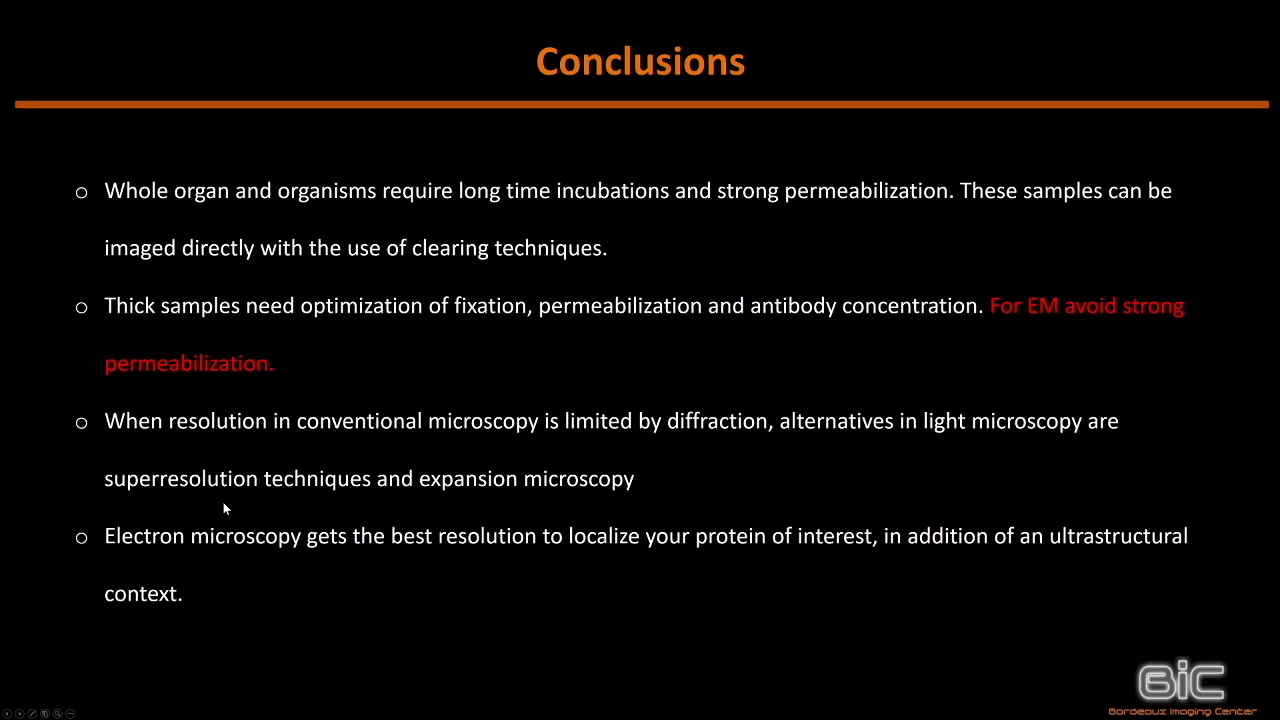 Conclusions
o Whole organ and organisms require long time incubations and strong permeabilization. These samples can be
imaged directly with the use of clearing techniques.
o Thick samples need optimization of fixation, permeabilization and antibody concentration. For EM avoid strong
permeabilization.
o When resolution in conventional microscopy is limited by diffraction, alternatives in light microscopy are
superresolution techniques and expansion microscopy
o Electron microscopy gets the best resolution to localize your protein of interest, in addition of an ultrastructural
context.
BiC
Bordeaux Imaging Center